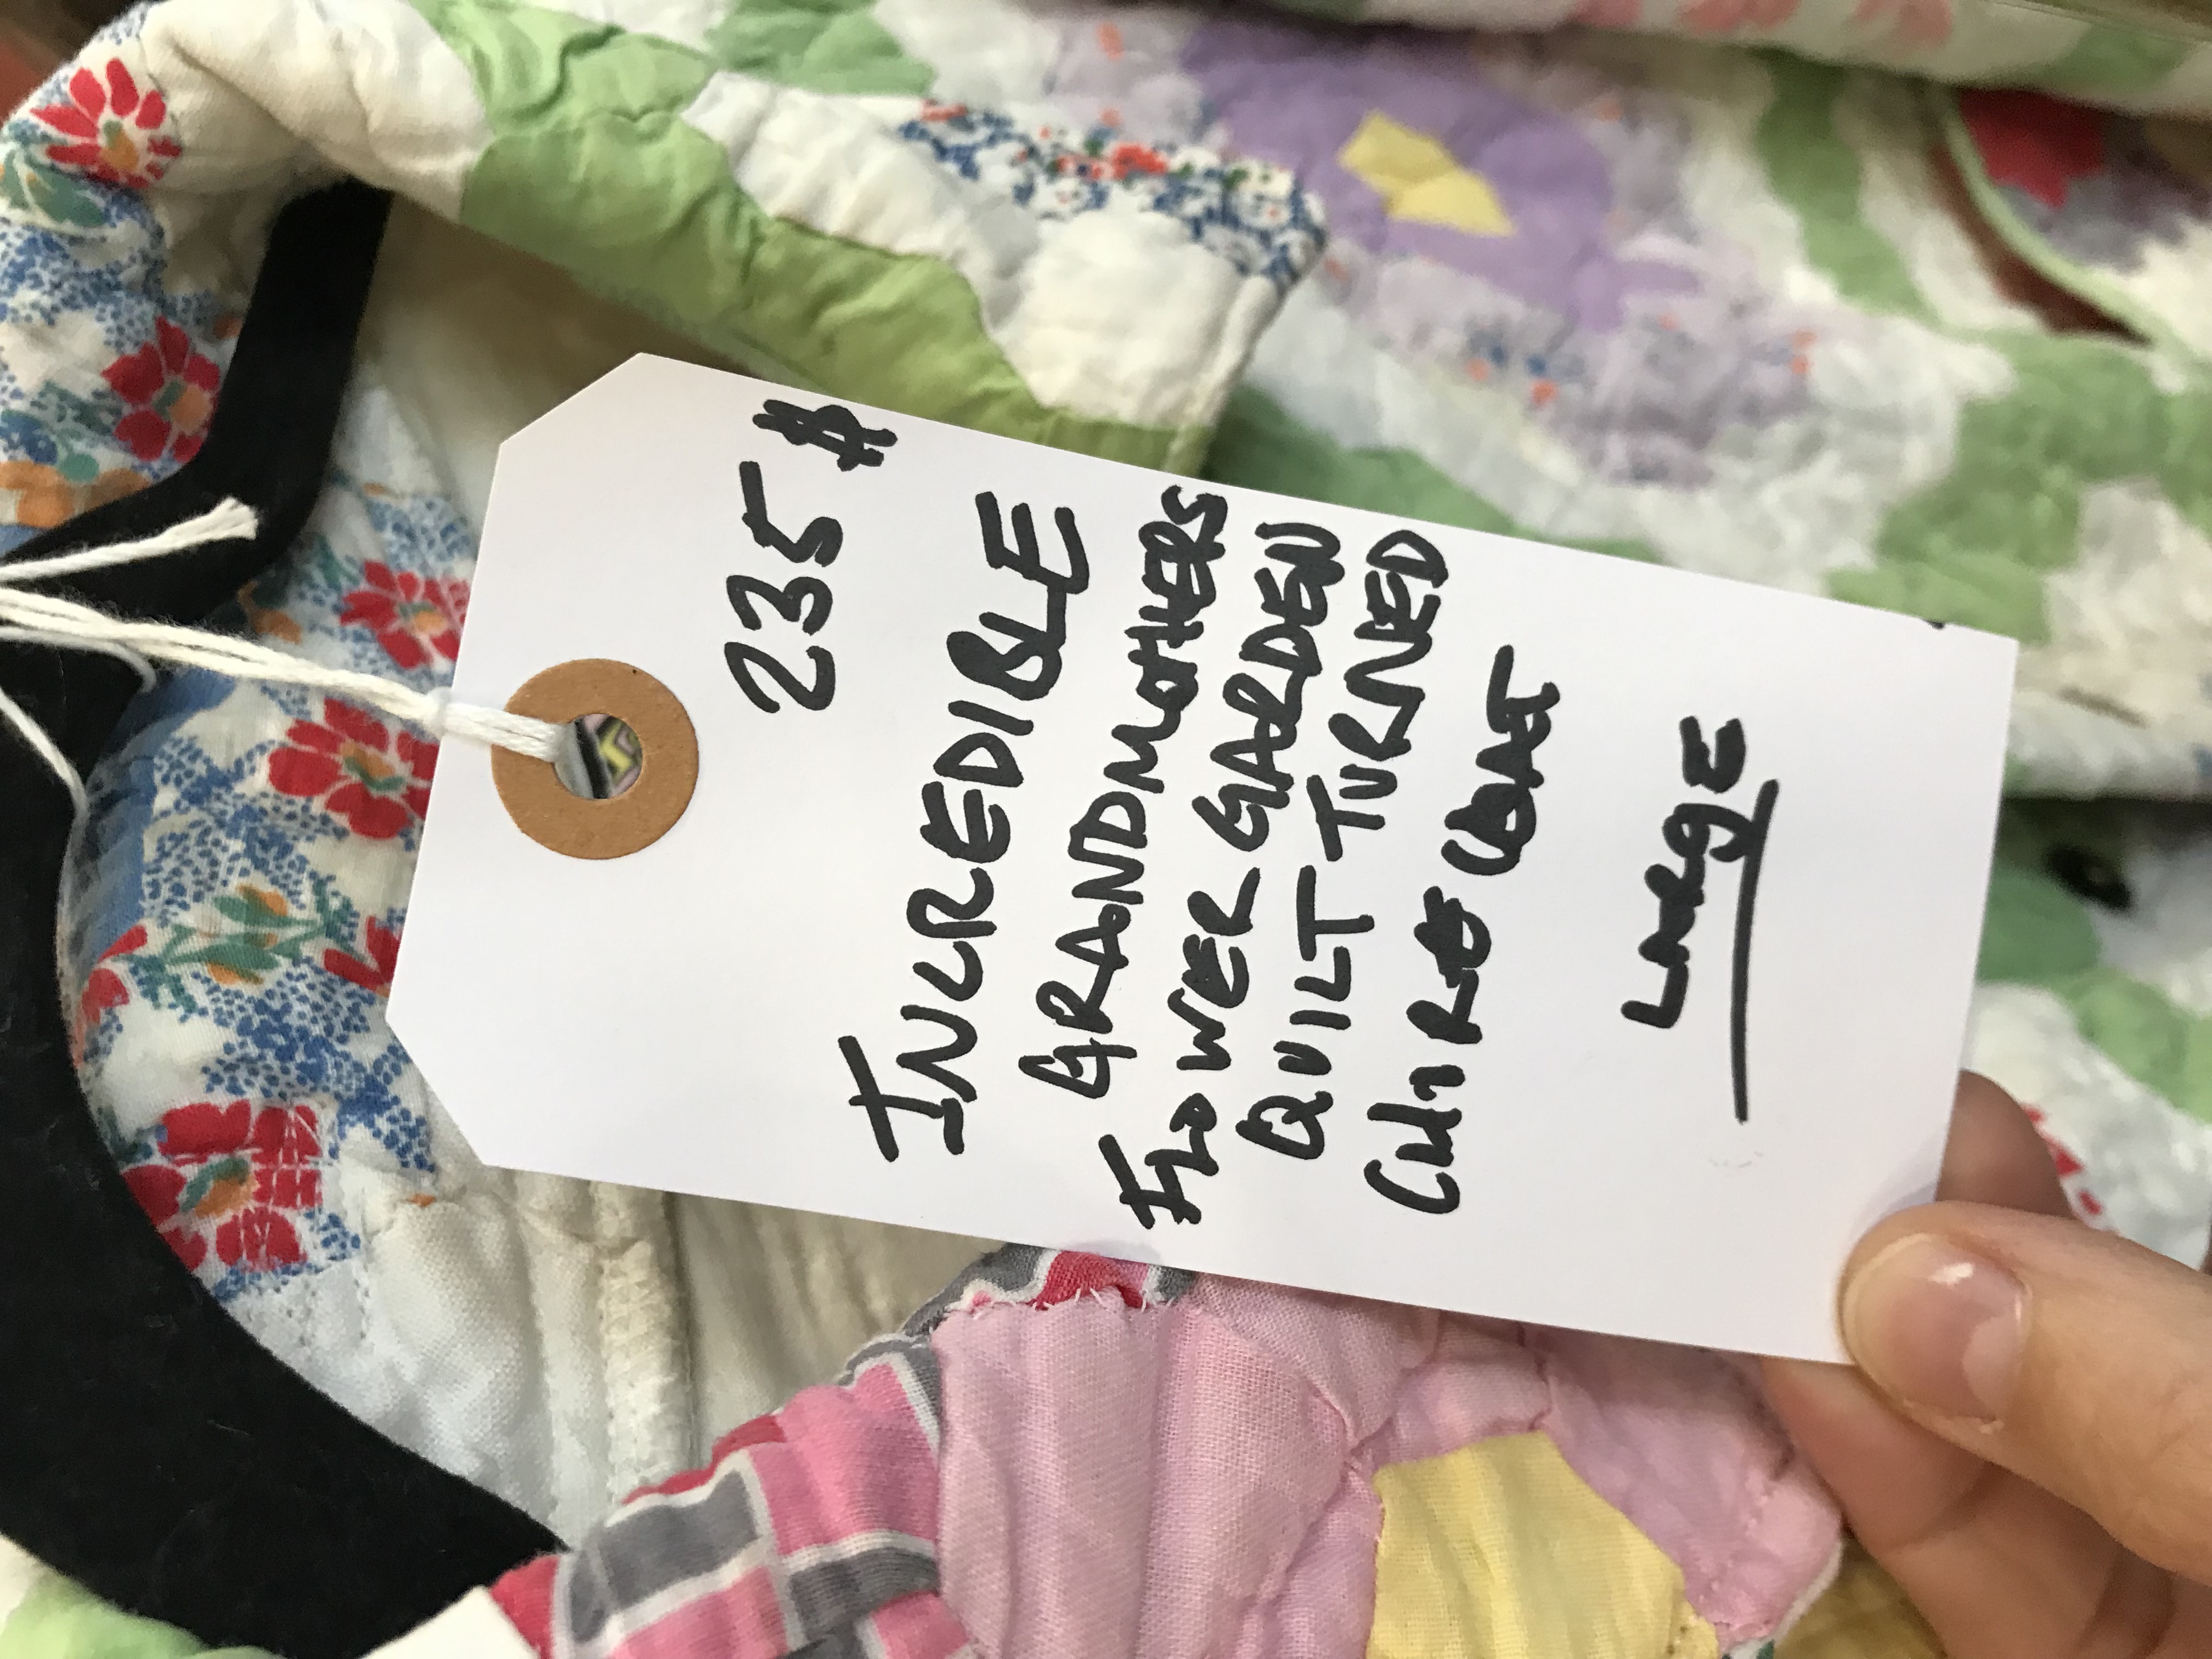 235$
INCREDIBLE
GRANDMOTHERS
FLOWER GARDEN
QUILT TURNED
CHORE COAT
LARGE